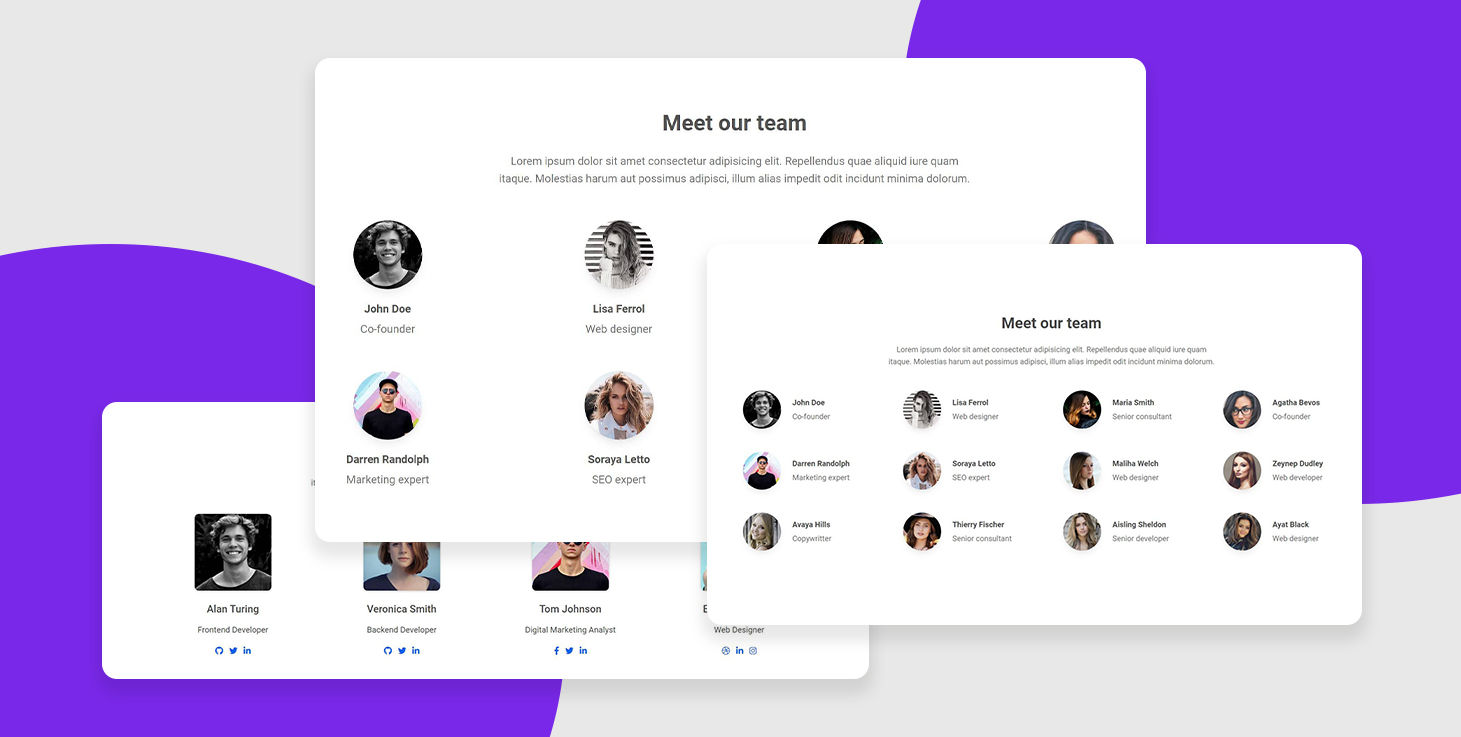 Meet our team
Lorem ipsum dolor sit amet consectetur adipisicing elit. Repellendus quae aliquid iure quam
itaque. Molestias harum aut possimus adipisci, illum alias impedit odit incidunt minima dolorum.
John Doe
Co-founder
Lisa Ferrol
Web designer
Darren Randolph
Marketing expert
Soraya Letto
SEO expert
Meet our team
Lorem ipsum dolor sit amet consectetur adipisicing elit. Repellendus quae aliquid iure quam
itaque. Molestias harum aut possimus adipisci, illum alias impedit odit incidunt minima dolorum.
John Doe
Co-founder
Lisa Ferrol
Web designer
Maria Smith
Senior consultant
Agatha Bevos
Co-founder
Darren Randolph
Marketing expert
Soraya Letto
SEO expert
Maliha Welch
Web designer
Zeynep Dudley
Web developer
Avaya Hills
Copywritter
Thierry Fischer
Senior consultant
Aisling Sheldon
Senior developer
Ayat Black
Web designer
Alan Turing
Frontend Developer
Veronica Smith
Backend Developer
Tom Johnson
Digital Marketing Analyst
Web Designer